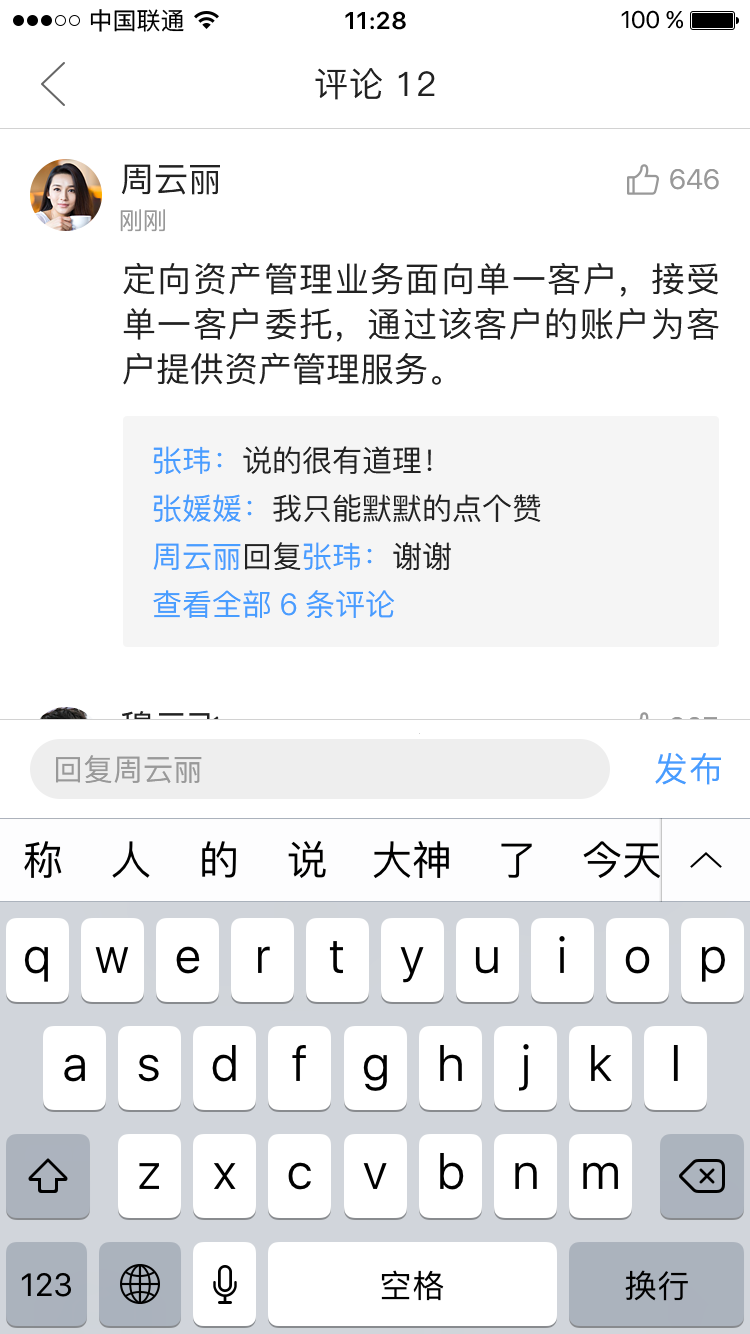 中国联通 11:28 100 %
评论 12
周云丽 646
刚刚
定向资产管理业务面向单一客户，接受
单一客户委托，通过该客户的账户为客
户提供资产管理服务。
张玮：说的很有道理！
张媛媛：我只能默默的点个赞
周云丽回复张玮：谢谢
查看全部 6 条评论
回复周云丽 发布
称 人 的 说 大神 了 今天
q w e r t y u i o p
a s d f g h j k l
z x c v b n m
123 空格 换行